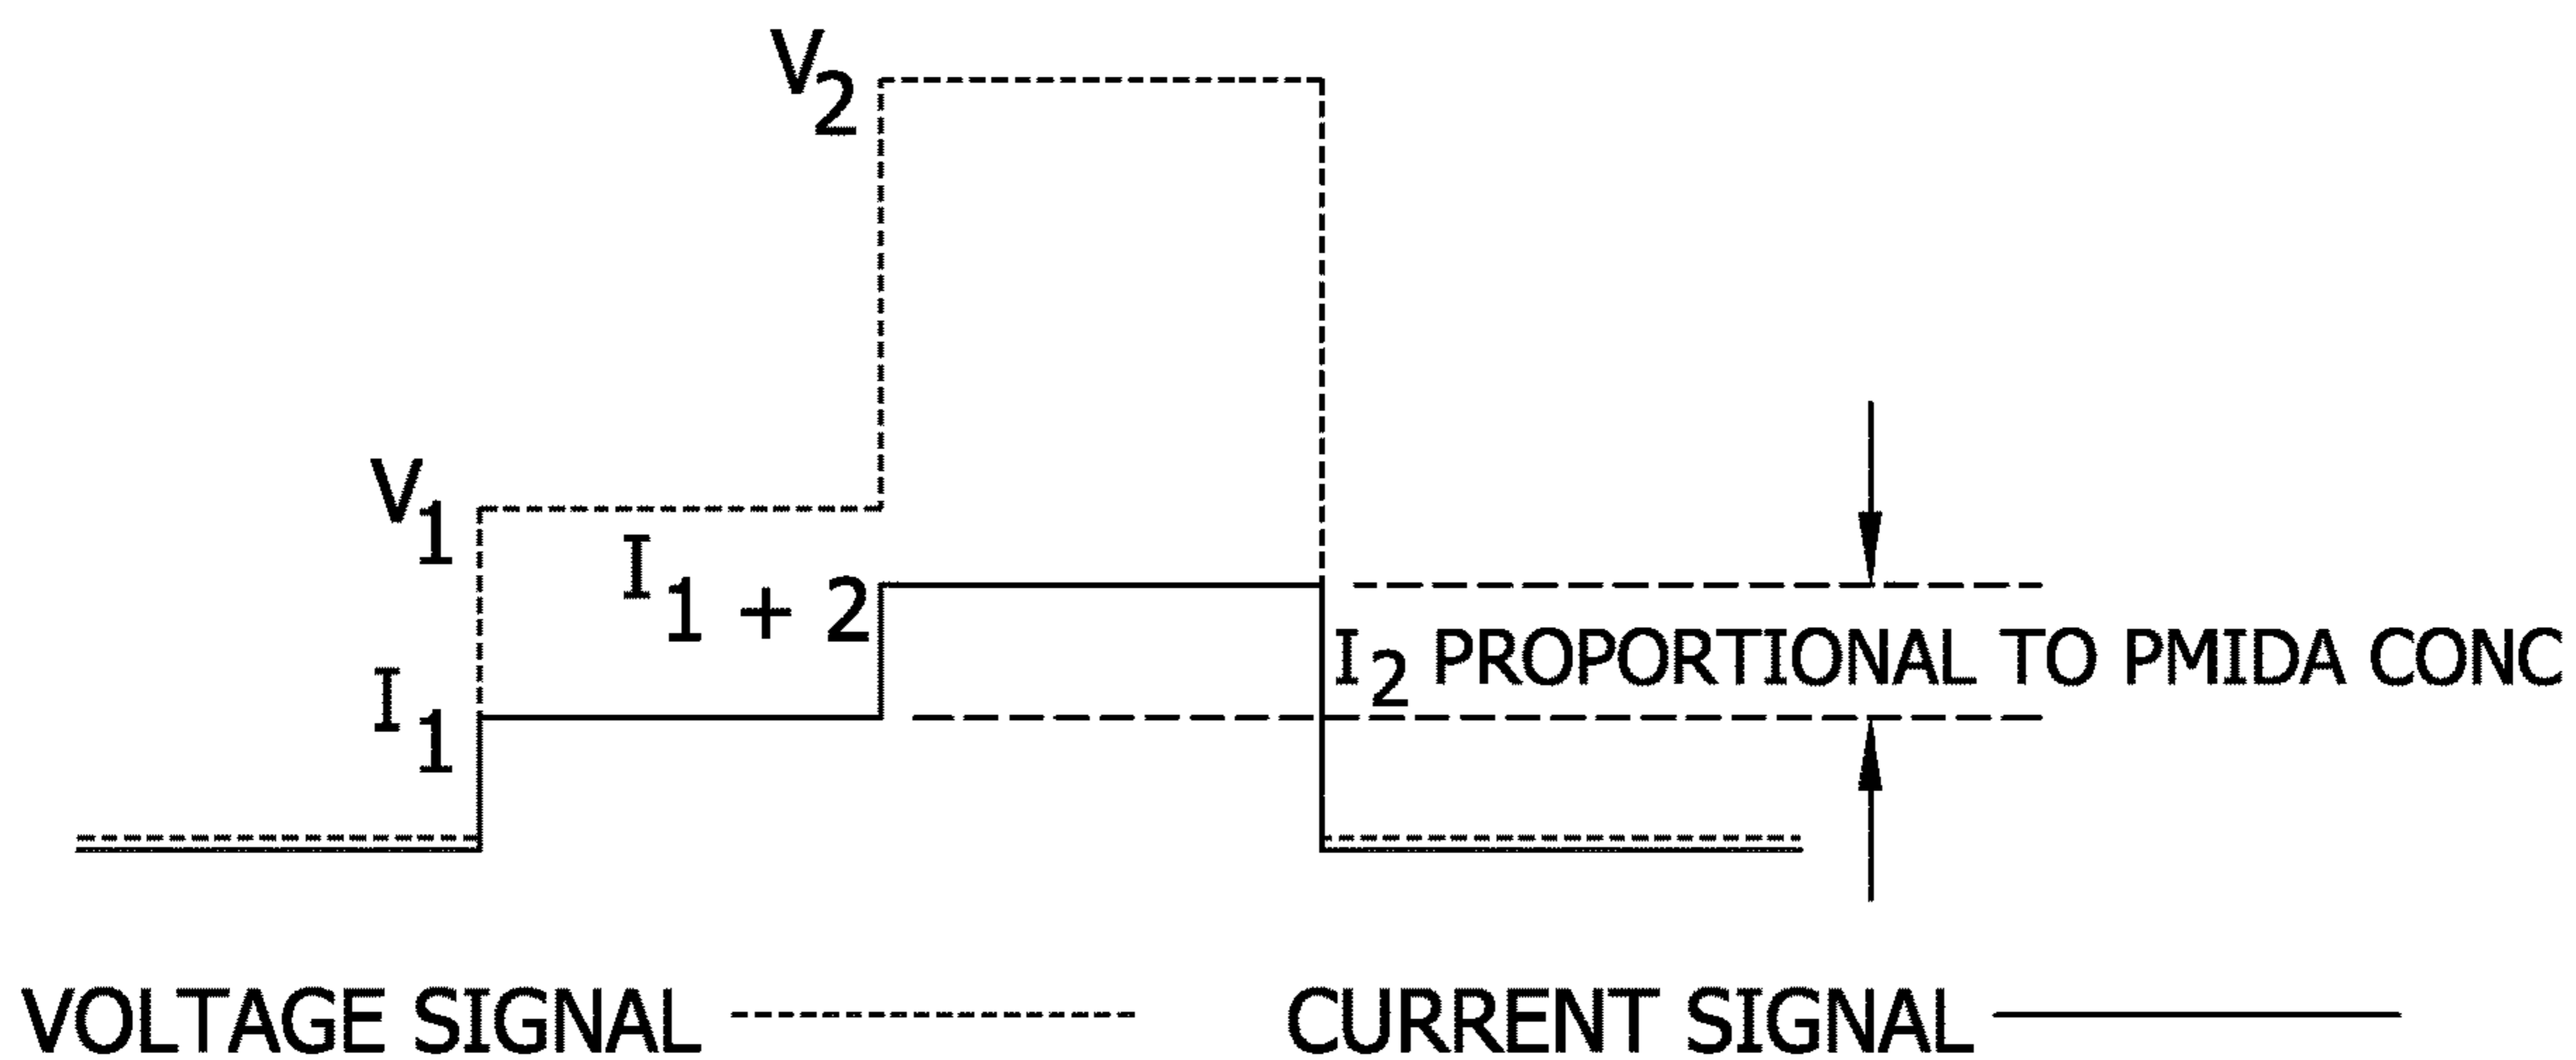 V2
V1
I1 + 2
I1
I2 PROPORTIONAL TO PMIDA CONC
VOLTAGE SIGNAL
CURRENT SIGNAL